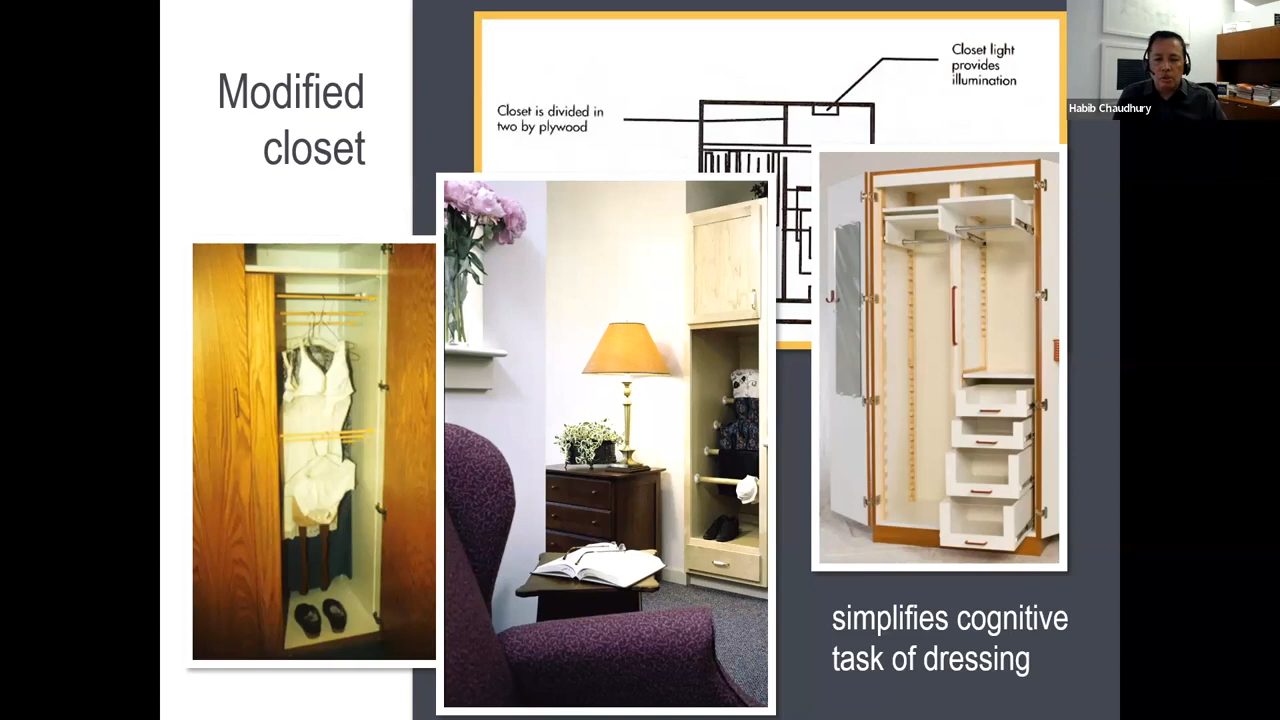 Modified
closet
Closet is divided in
two by plywood
Closet light
provides
illumination
Habib Chaudhury
simplifies cognitive
task of dressing